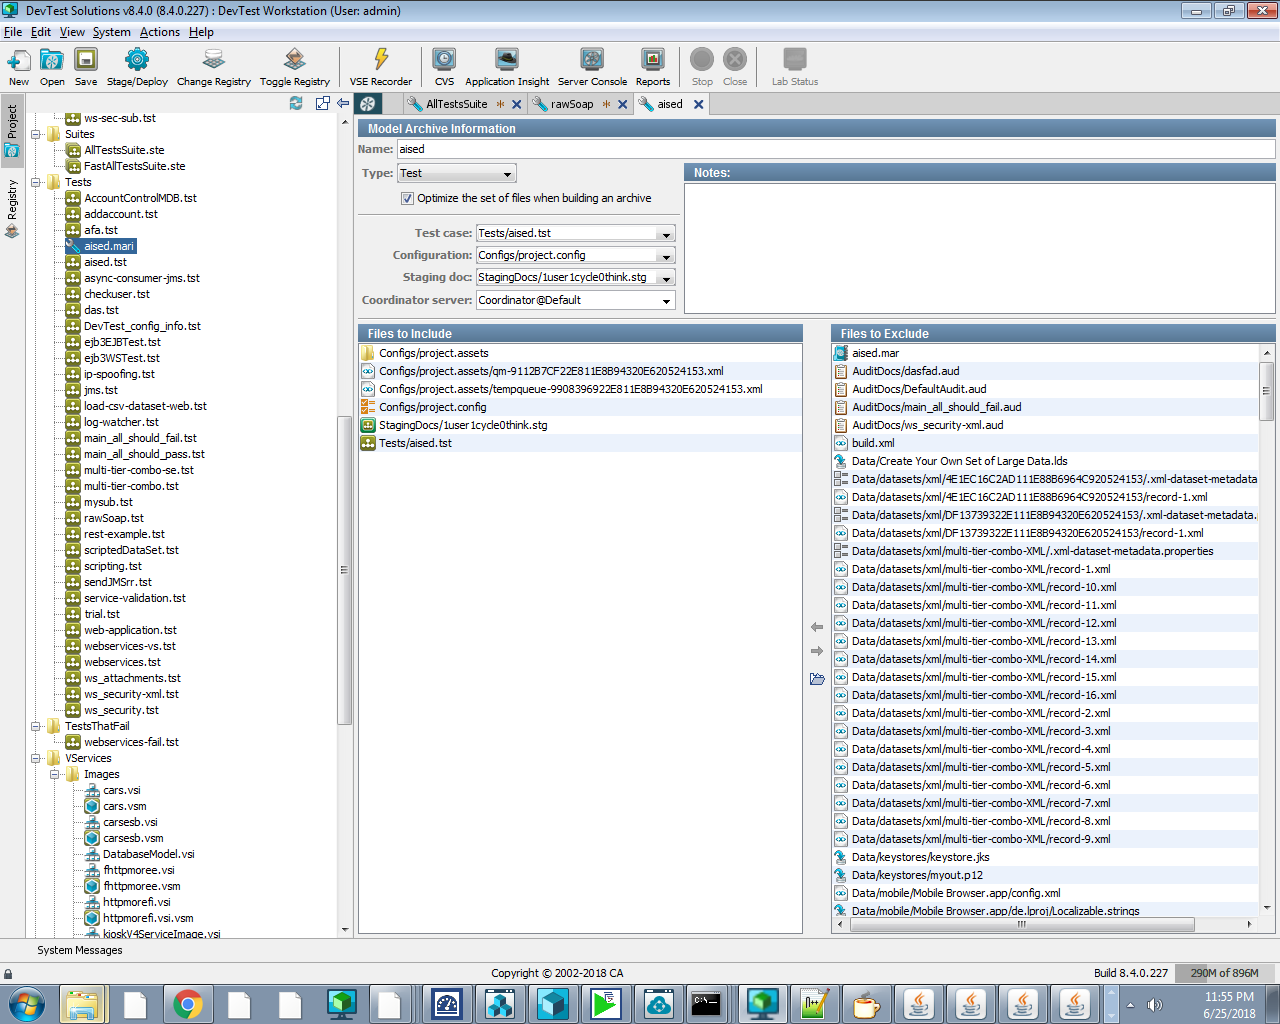 DevTest Solutions v8.4.0 (8.4.0.227) : DevTest Workstation (User: admin)
File Edit View System Actions Help
New Open Save Stage/Deploy Change Registry Toggle Registry VSE Recorder CVS Application Insight Server Console Reports Stop Close Lab Status
Project
Registry
ws-sec-sub.tst
Suites
AllTestsSuite.ste
FastAllTestsSuite.ste
Tests
AccountControlMDB.tst
addaccount.tst
afa.tst
aised.mari
aised.tst
async-consumer-jms.tst
checkuser.tst
das.tst
DevTest_config_info.tst
ejb3EJBTest.tst
ejb3WSTest.tst
ip-spoofing.tst
jms.tst
load-csv-dataset-web.tst
log-watcher.tst
main_all_should_fail.tst
main_all_should_pass.tst
multi-tier-combo-se.tst
multi-tier-combo.tst
mysub.tst
rawSoap.tst
rest-example.tst
scriptedDataSet.tst
scripting.tst
sendJMSrr.tst
service-validation.tst
trial.tst
web-application.tst
webservices-vs.tst
webservices.tst
ws_attachments.tst
ws_security-xml.tst
ws_security.tst
TestsThatFail
webservices-fail.tst
VServices
Images
cars.vsi
cars.vsm
carsesb.vsi
carsesb.vsm
DatabaseModel.vsi
fhttpmoree.vsi
fhttpmoree.vsm
httpmorefi.vsi
httpmorefi.vsi.vsm
kioskV4ServiceImage.vsi
AllTestsSuite rawSoap aised
Model Archive Information
Name: aised
Type: Test
Optimize the set of files when building an archive
Notes:
Test case: Tests/aised.tst
Configuration: Configs/project.config
Staging doc: StagingDocs/1user1cycle0think.stg
Coordinator server: Coordinator@Default
Files to Include
Configs/project.assets
Configs/project.assets/qm-9112B7CF22E811E8B94320E620524153.xml
Configs/project.assets/tempqueue-9908396922E811E8B94320E620524153.xml
Configs/project.config
StagingDocs/1user1cycle0think.stg
Tests/aised.tst
Files to Exclude
aised.mar
AuditDocs/dasfad.aud
AuditDocs/DefaultAudit.aud
AuditDocs/main_all_should_fail.aud
AuditDocs/ws_security-xml.aud
build.xml
Data/Create Your Own Set of Large Data.lds
Data/datasets/xml/4E1EC16C2AD111E88B6964C920524153/.xml-dataset-metadata
Data/datasets/xml/4E1EC16C2AD111E88B6964C920524153/record-1.xml
Data/datasets/xml/DF13739322E111E8B94320E620524153/.xml-dataset-metadata.
Data/datasets/xml/DF13739322E111E8B94320E620524153/record-1.xml
Data/datasets/xml/multi-tier-combo-XML/.xml-dataset-metadata.properties
Data/datasets/xml/multi-tier-combo-XML/record-1.xml
Data/datasets/xml/multi-tier-combo-XML/record-10.xml
Data/datasets/xml/multi-tier-combo-XML/record-11.xml
Data/datasets/xml/multi-tier-combo-XML/record-12.xml
Data/datasets/xml/multi-tier-combo-XML/record-13.xml
Data/datasets/xml/multi-tier-combo-XML/record-14.xml
Data/datasets/xml/multi-tier-combo-XML/record-15.xml
Data/datasets/xml/multi-tier-combo-XML/record-16.xml
Data/datasets/xml/multi-tier-combo-XML/record-2.xml
Data/datasets/xml/multi-tier-combo-XML/record-3.xml
Data/datasets/xml/multi-tier-combo-XML/record-4.xml
Data/datasets/xml/multi-tier-combo-XML/record-5.xml
Data/datasets/xml/multi-tier-combo-XML/record-6.xml
Data/datasets/xml/multi-tier-combo-XML/record-7.xml
Data/datasets/xml/multi-tier-combo-XML/record-8.xml
Data/datasets/xml/multi-tier-combo-XML/record-9.xml
Data/keystores/keystore.jks
Data/keystores/myout.p12
Data/mobile/Mobile Browser.app/config.xml
Data/mobile/Mobile Browser.app/de.lproj/Localizable.strings
System Messages
Copyright © 2002-2018 CA
Build 8.4.0.227
290M of 896M
11:55 PM
6/25/2018